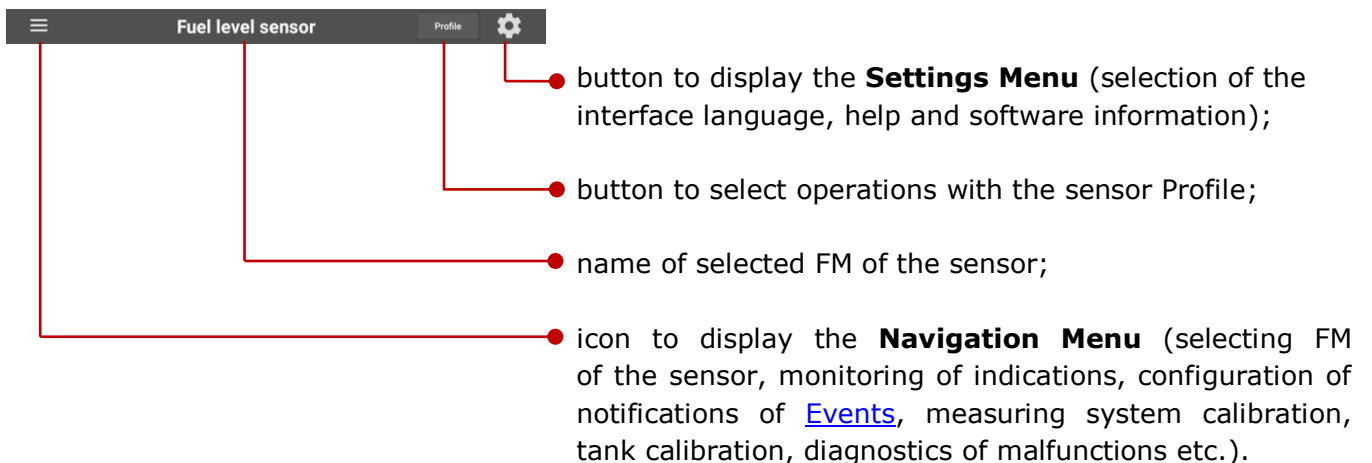 Fuel level sensor Profile
button to display the Settings Menu (selection of the
interface language, help and software information);
button to select operations with the sensor Profile;
name of selected FM of the sensor;
icon to display the Navigation Menu (selecting FM
of the sensor, monitoring of indications, configuration of
notifications of Events, measuring system calibration,
tank calibration, diagnostics of malfunctions etc.).